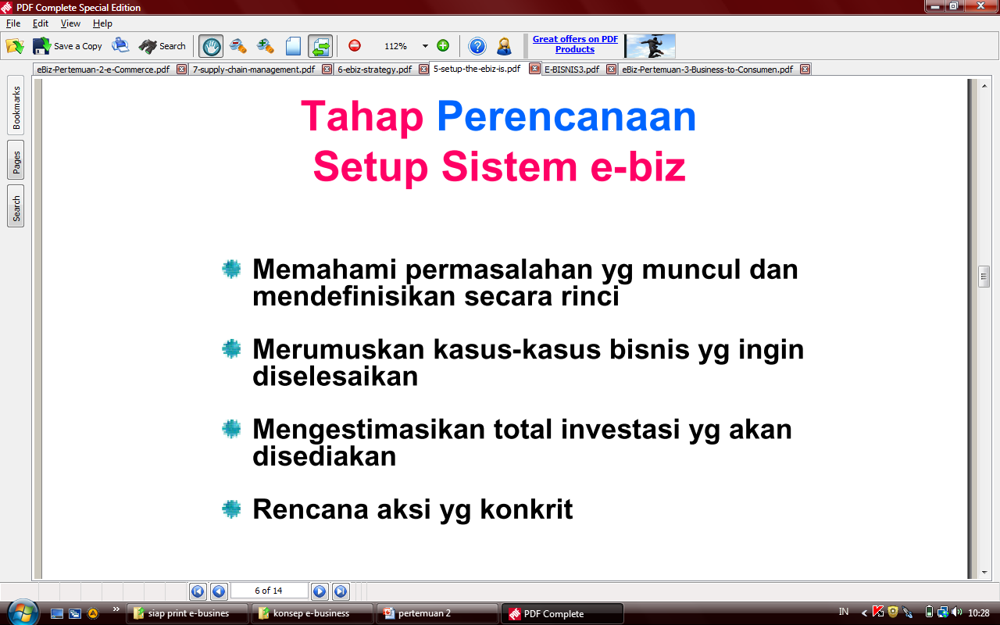 PDF Complete Special Edition
File Edit View Help
Save a Copy Search 112% Great offers on PDF
Products
eBiz-Pertemuan-2-e-Commerce.pdf 7-supply-chain-management.pdf 6-ebiz-strategy.pdf 5-setup-the-ebiz-is.pdf E-BISNIS3.pdf eBiz-Pertemuan-3-Business-to-Consumen.pdf
Bookmarks
Pages
Search
Tahap Perencanaan
Setup Sistem e-biz
Memahami permasalahan yg muncul dan
mendefinisikan secara rinci
Merumuskan kasus-kasus bisnis yg ingin
diselesaikan
Mengestimasikan total investasi yg akan
disediakan
Rencana aksi yg konkrit
6 of 14
siap print e-busines konsep e-business pertemuan 2 PDF Complete IN 10:28